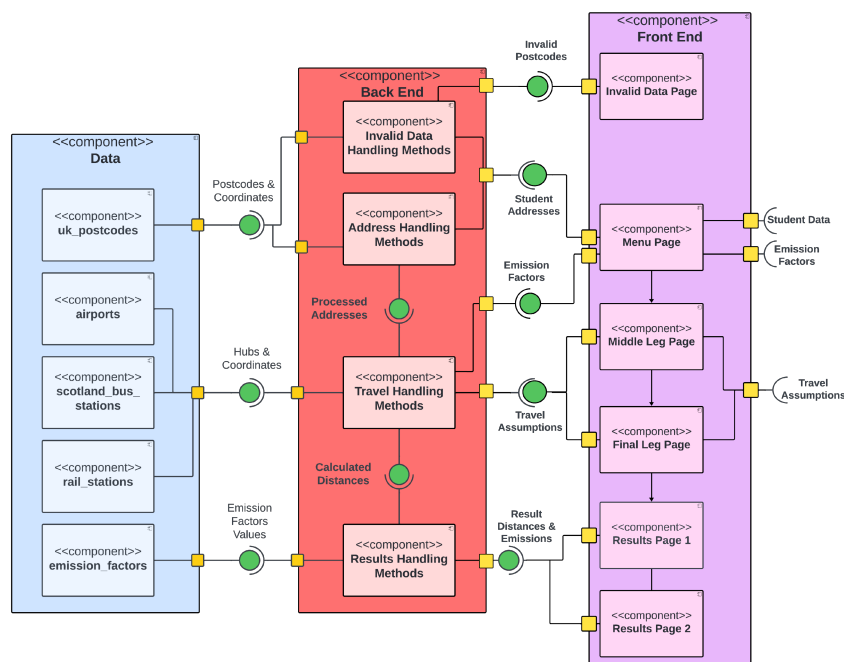 <<component>>
Data
<<component>>
uk_postcodes
<<component>>
airports
<<component>>
scotland_bus_
stations
<<component>>
rail_stations
<<component>>
emission_factors
Postcodes &
Coordinates
Hubs &
Coordinates
Emission
Factors
Values
<<component>>
Back End
<<component>>
Invalid Data
Handling Methods
<<component>>
Address Handling
Methods
Processed
Addresses
<<component>>
Travel Handling
Methods
Calculated
Distances
<<component>>
Results Handling
Methods
Invalid
Postcodes
Student
Addresses
Emission
Factors
Travel
Assumptions
Result
Distances &
Emissions
<<component>>
Front End
<<component>>
Invalid Data Page
<<component>>
Menu Page
<<component>>
Middle Leg Page
<<component>>
Final Leg Page
<<component>>
Results Page 1
<<component>>
Results Page 2
Student Data
Emission
Factors
Travel
Assumptions